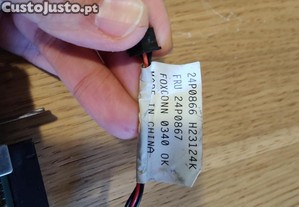 CustoJusto.pt
24P0866 H23124K
FRU 24P0867
FOXCONN 0340 OK
MADE IN CHINA